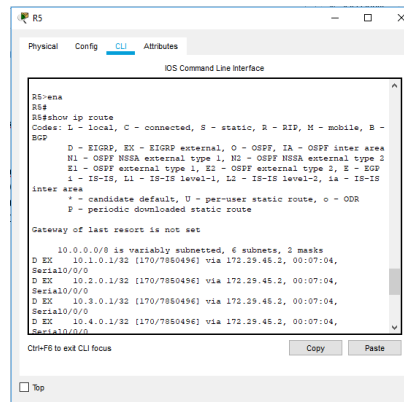 R5
Physical Config CLI Attributes
IOS Command Line Interface
R5>ena
R5#
R5#show ip route
Codes: L - local, C - connected, S - static, R - RIP, M - mobile, B -
BGP
D - EIGRP, EX - EIGRP external, O - OSPF, IA - OSPF inter area
N1 - OSPF NSSA external type 1, N2 - OSPF NSSA external type 2
E1 - OSPF external type 1, E2 - OSPF external type 2, E - EGP
i - IS-IS, L1 - IS-IS level-1, L2 - IS-IS level-2, ia - IS-IS
inter area
* - candidate default, U - per-user static route, o - ODR
P - periodic downloaded static route
Gateway of last resort is not set
10.0.0.0/8 is variably subnetted, 6 subnets, 2 masks
D EX 10.1.0.1/32 [170/7850496] via 172.29.45.2, 00:07:04,
Serial0/0/0
D EX 10.2.0.1/32 [170/7850496] via 172.29.45.2, 00:07:04,
Serial0/0/0
D EX 10.3.0.1/32 [170/7850496] via 172.29.45.2, 00:07:04,
Serial0/0/0
D EX 10.4.0.1/32 [170/7850496] via 172.29.45.2, 00:07:04,
Serial0/0/0
Ctrl+F6 to exit CLI focus
Copy Paste
Top